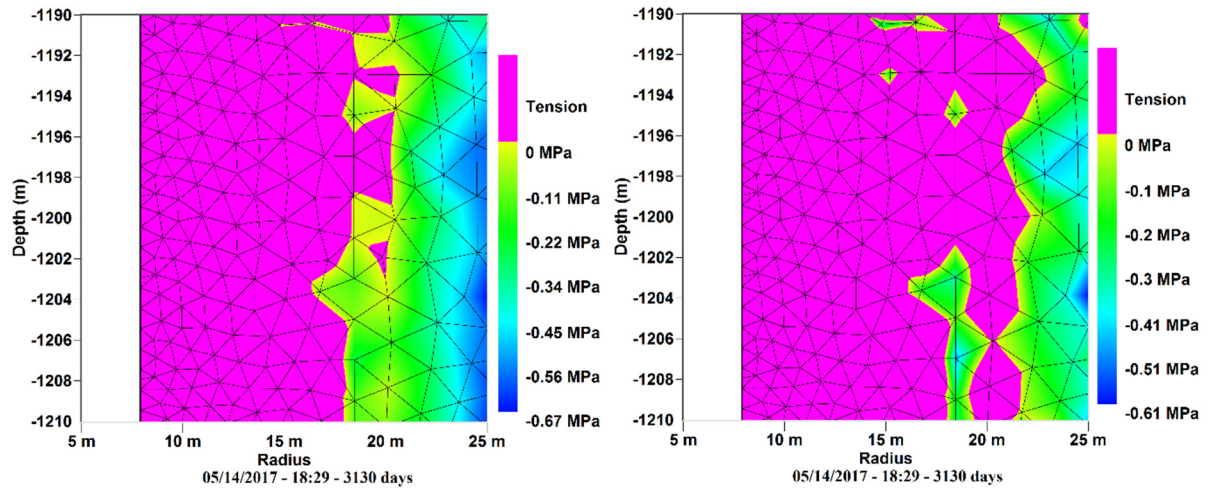 -1190
-1192
-1194
-1196
-1198
-1200
-1202
-1204
-1206
-1208
-1210
Depth (m)
5 m
10 m
15 m
20 m
25 m
Radius
05/14/2017 - 18:29 - 3130 days
Tension
0 MPa
-0.11 MPa
-0.22 MPa
-0.34 MPa
-0.45 MPa
-0.56 MPa
-0.67 MPa
-1190
-1192
-1194
-1196
-1198
-1200
-1202
-1204
-1206
-1208
-1210
Depth (m)
5 m
10 m
15 m
20 m
25 m
Radius
05/14/2017 - 18:29 - 3130 days
Tension
0 MPa
-0.1 MPa
-0.2 MPa
-0.3 MPa
-0.41 MPa
-0.51 MPa
-0.61 MPa